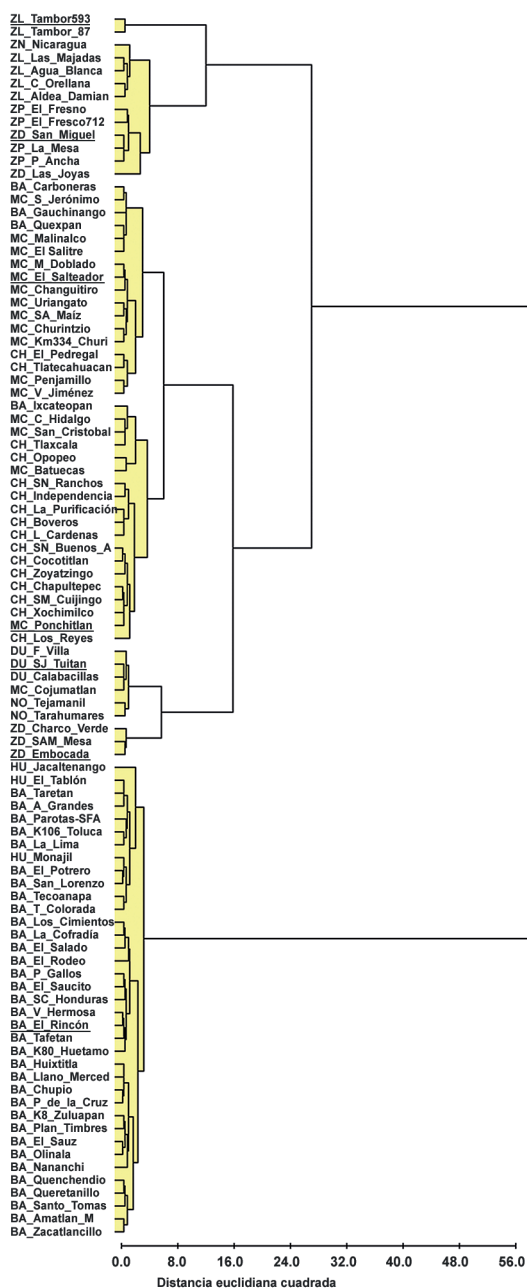 ZL_Tambor593
ZL_Tambor_87
ZN_Nicaragua
ZL_Las_Majadas
ZL_Agua_Blanca
ZL_C_Orellana
ZL_Aldea_Damian
ZP_El_Fresno
ZP_El_Fresco712
ZD_San_Miguel
ZP_La_Mesa
ZP_P_Ancha
ZD_Las_Joyas
BA_Carboneras
MC_S_Jerónimo
BA_Gauchinango
BA_Quexpan
MC_Malinalco
MC_El Salitre
MC_M_Doblado
MC_El_Salteador
MC_Changuitiro
MC_Uriangato
MC_SA_Maíz
MC_Churintzio
MC_Km334_Churi
CH_El_Pedregal
CH_Tlatecahuacan
MC_Penjamillo
MC_V_Jiménez
BA_Ixcateopan
MC_C_Hidalgo
MC_San_Cristobal
CH_Tlaxcala
CH_Opopeo
MC_Batuecas
CH_SN_Ranchos
CH_Independencia
CH_La_Purificación
CH_Boveros
CH_L_Cardenas
CH_SN_Buenos_A
CH_Cocotitlan
CH_Zoyatzingo
CH_Chapultepec
CH_SM_Cuijingo
CH_Xochimilco
MC_Ponchitlan
CH_Los_Reyes
DU_F_Villa
DU_SJ_Tuitan
DU_Calabacillas
MC_Cojumatlan
NO_Tejamanil
NO_Tarahumares
ZD_Charco_Verde
ZD_SAM_Mesa
ZD_Embocada
HU_Jacaltenango
HU_El_Tablón
BA_Taretan
BA_A_Grandes
BA_Parotas-SFA
BA_K106_Toluca
BA_La_Lima
HU_Monajil
BA_El_Potrero
BA_San_Lorenzo
BA_Tecoanapa
BA_T_Colorada
BA_Los_Cimientos
BA_La_Cofradía
BA_El_Salado
BA_El_Rodeo
BA_P_Gallos
BA_El_Saucito
BA_SC_Honduras
BA_V_Hermosa
BA_El_Rincón
BA_Tafetan
BA_K80_Huetamo
BA_Huixtitla
BA_Llano_Merced
BA_Chupio
BA_P_de_la_Cruz
BA_K8_Zuluapan
BA_Plan_Timbres
BA_El_Sauz
BA_Olinala
BA_Nananchi
BA_Quenchendio
BA_Queretanillo
BA_Santo_Tomas
BA_Amatlan_M
BA_Zacatlancillo
0.0 8.0 16.0 24.0 32.0 40.0 48.0 56.0
Distancia euclidiana cuadrada